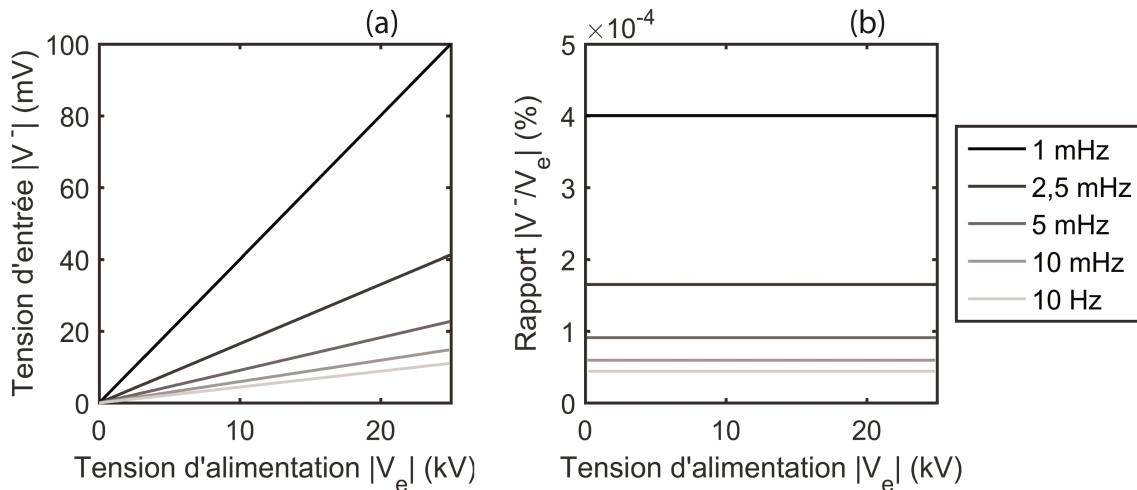 (a)
100
80
60
40
20
0
0
10
20
Tension d'entrée |V⁻| (mV)
Tension d'alimentation |Vₑ| (kV)
(b)
×10⁻⁴
5
4
3
2
1
0
0
10
20
Rapport |V⁻/Vₑ| (%)
Tension d'alimentation |Vₑ| (kV)
1 mHz
2,5 mHz
5 mHz
10 mHz
10 Hz